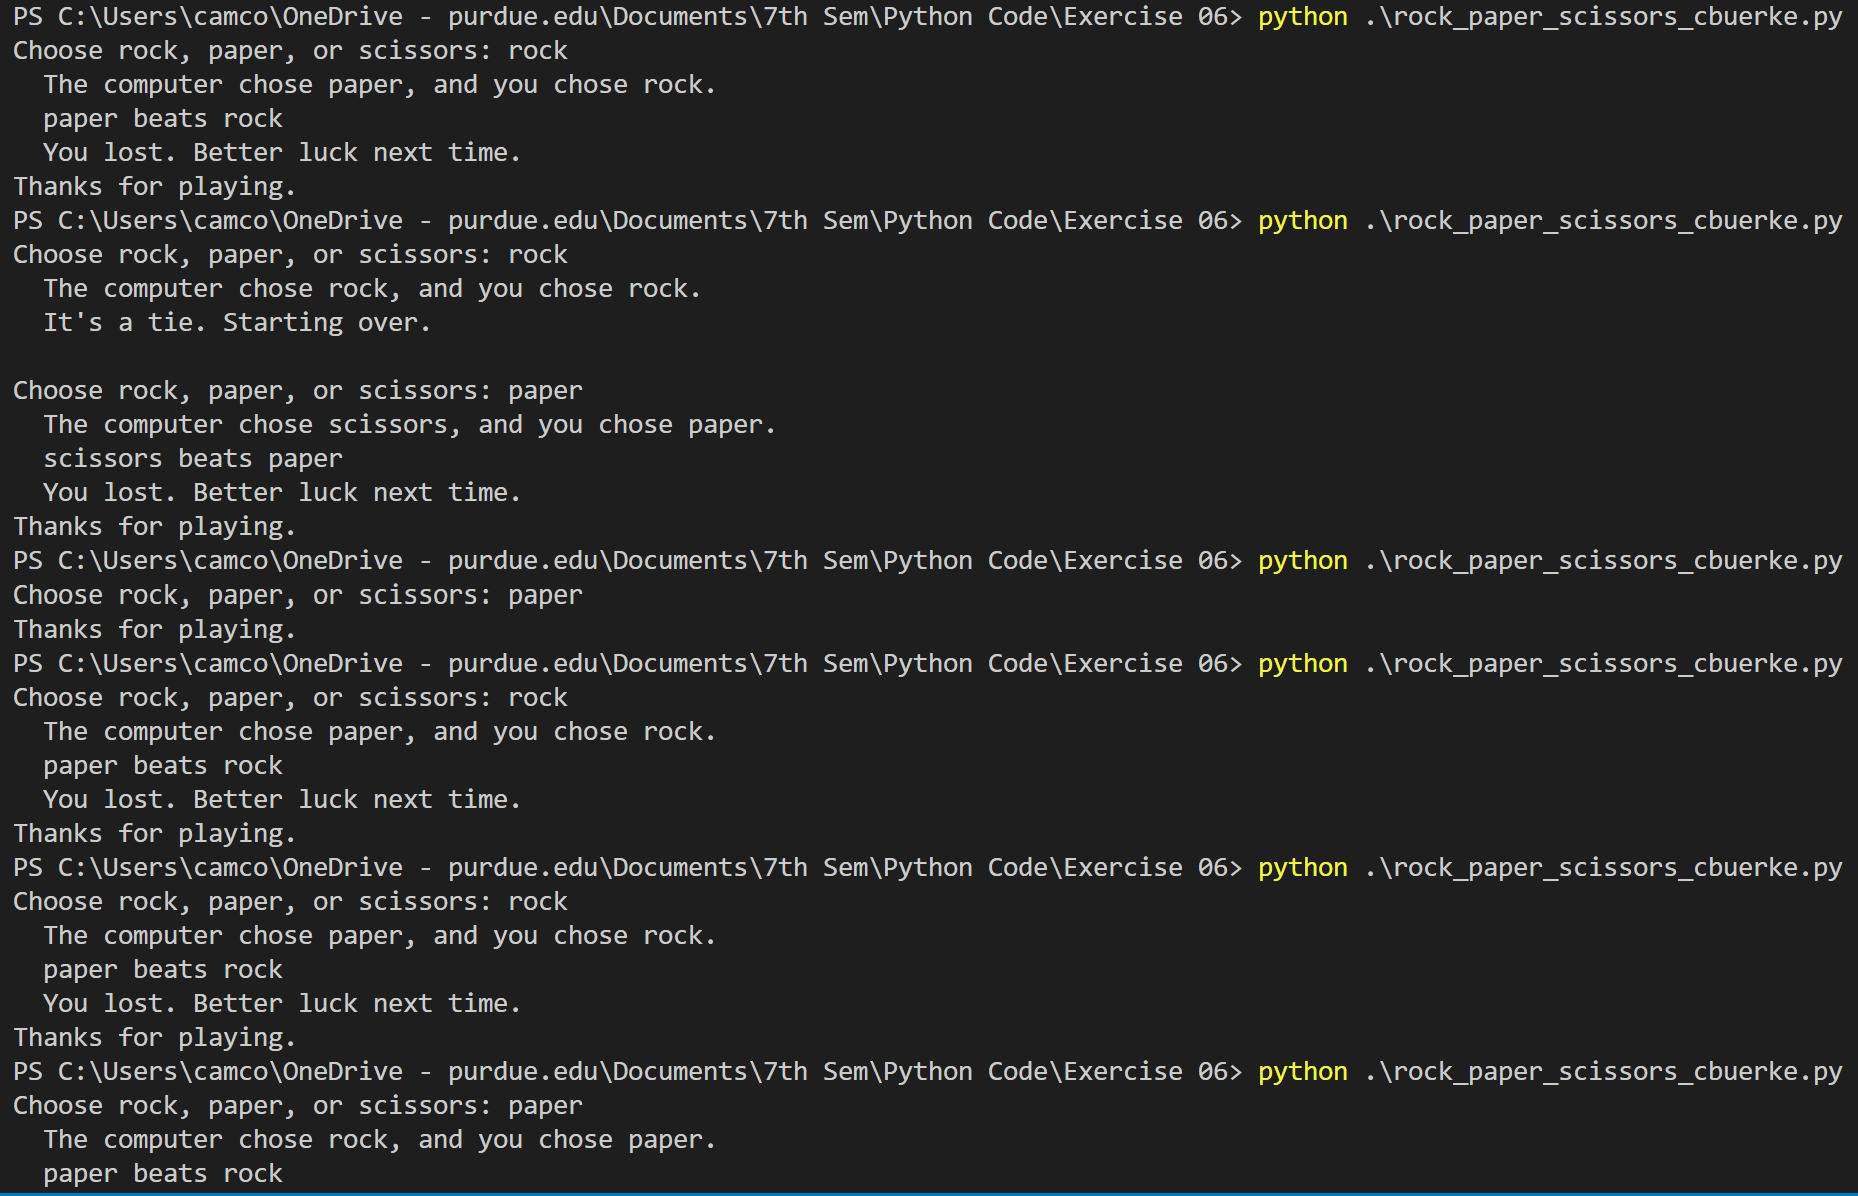 PS C:\Users\camco\OneDrive - purdue.edu\Documents\7th Sem\Python Code\Exercise 06> python .\rock_paper_scissors_cbuerke.py
Choose rock, paper, or scissors: rock
  The computer chose paper, and you chose rock.
  paper beats rock
  You lost. Better luck next time.
Thanks for playing.
PS C:\Users\camco\OneDrive - purdue.edu\Documents\7th Sem\Python Code\Exercise 06> python .\rock_paper_scissors_cbuerke.py
Choose rock, paper, or scissors: rock
  The computer chose rock, and you chose rock.
  It's a tie. Starting over.

Choose rock, paper, or scissors: paper
  The computer chose scissors, and you chose paper.
  scissors beats paper
  You lost. Better luck next time.
Thanks for playing.
PS C:\Users\camco\OneDrive - purdue.edu\Documents\7th Sem\Python Code\Exercise 06> python .\rock_paper_scissors_cbuerke.py
Choose rock, paper, or scissors: paper
Thanks for playing.
PS C:\Users\camco\OneDrive - purdue.edu\Documents\7th Sem\Python Code\Exercise 06> python .\rock_paper_scissors_cbuerke.py
Choose rock, paper, or scissors: rock
  The computer chose paper, and you chose rock.
  paper beats rock
  You lost. Better luck next time.
Thanks for playing.
PS C:\Users\camco\OneDrive - purdue.edu\Documents\7th Sem\Python Code\Exercise 06> python .\rock_paper_scissors_cbuerke.py
Choose rock, paper, or scissors: rock
  The computer chose paper, and you chose rock.
  paper beats rock
  You lost. Better luck next time.
Thanks for playing.
PS C:\Users\camco\OneDrive - purdue.edu\Documents\7th Sem\Python Code\Exercise 06> python .\rock_paper_scissors_cbuerke.py
Choose rock, paper, or scissors: paper
  The computer chose rock, and you chose paper.
  paper beats rock